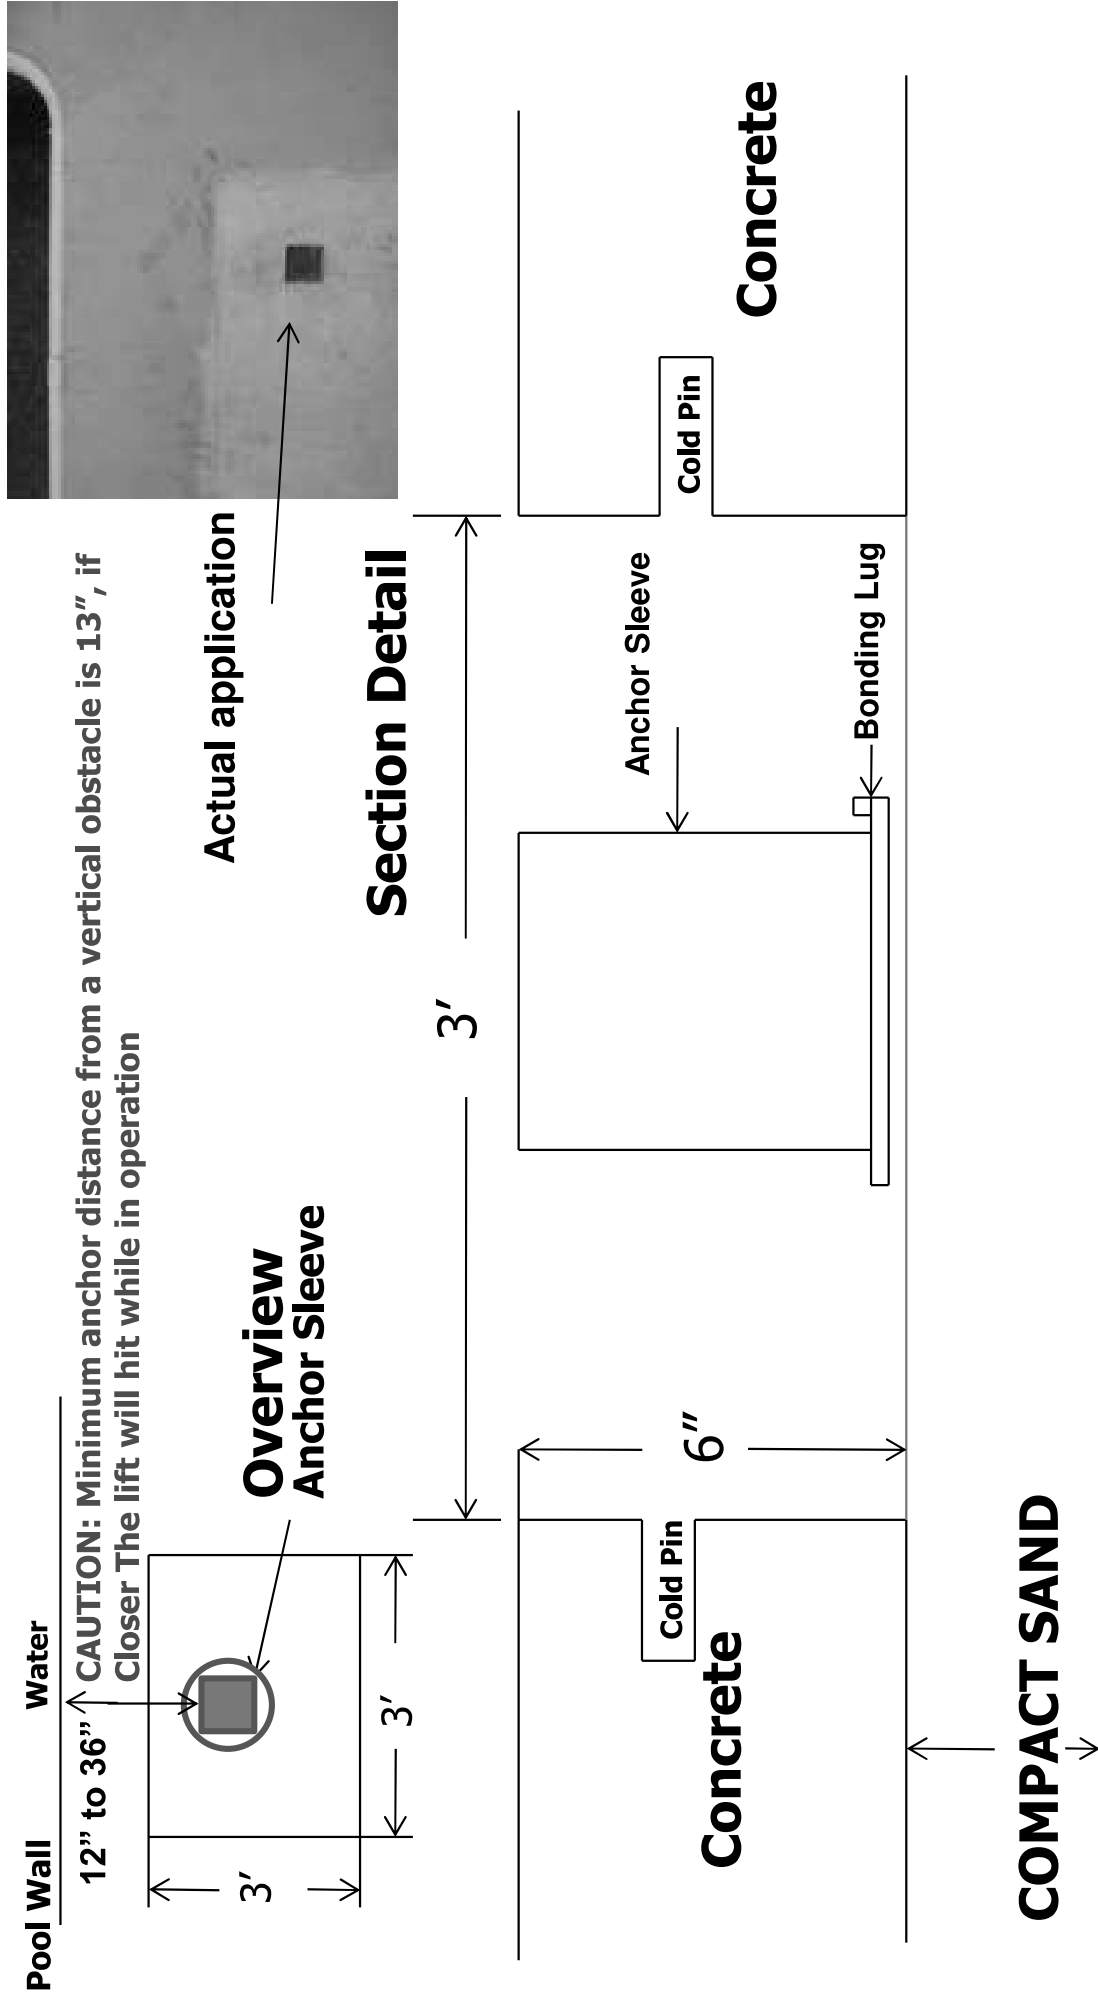 Pool Wall
Water
12” to 36”
CAUTION: Minimum anchor distance from a vertical obstacle is 13”, if
Closer The lift will hit while in operation
Actual application
Overview
Anchor Sleeve
3’
3’
Section Detail
3’
Anchor Sleeve
Cold Pin
Cold Pin
6”
Concrete
Concrete
Bonding Lug
COMPACT SAND